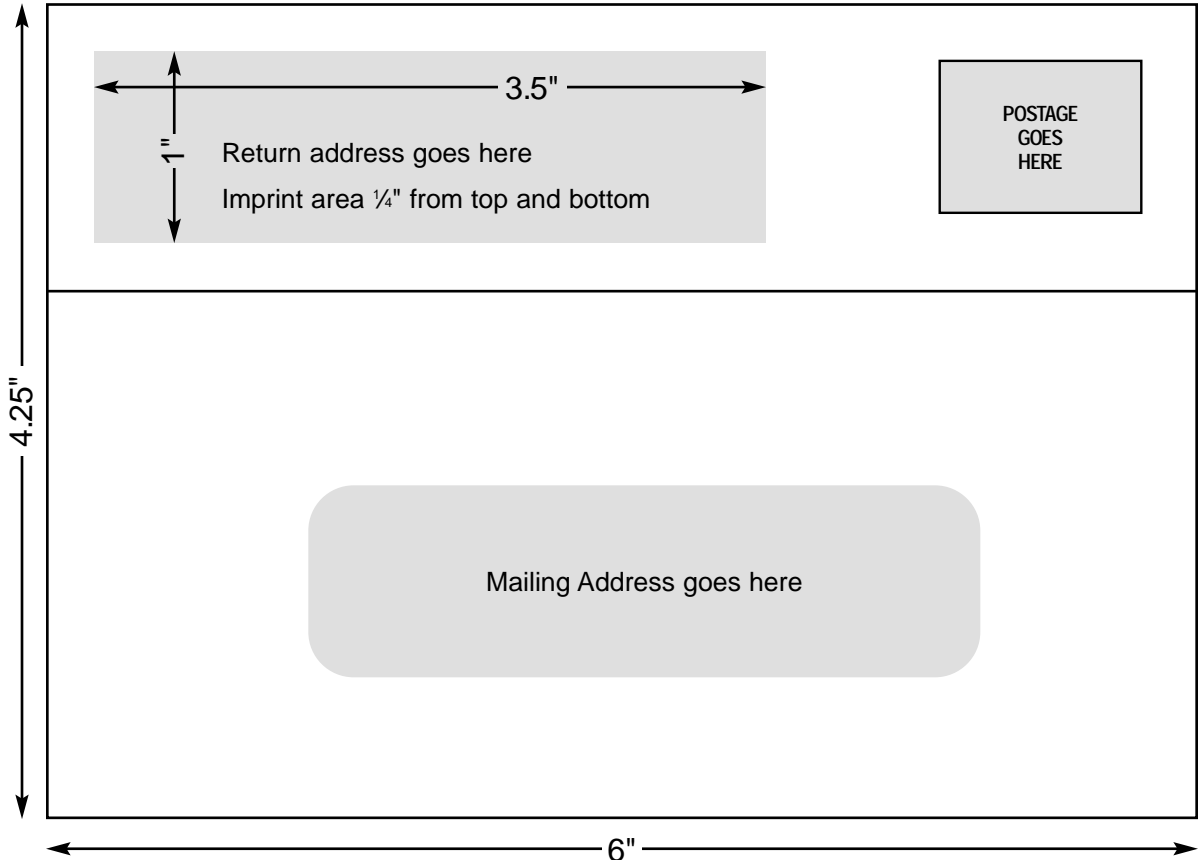 3.5"
1"
Return address goes here
Imprint area ¼" from top and bottom
POSTAGE
GOES
HERE
4.25"
Mailing Address goes here
6"